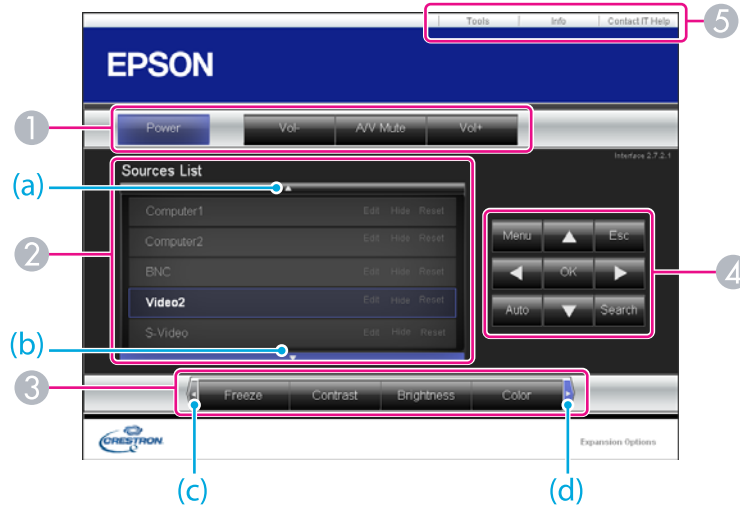 Tools Info Contact IT Help 5
EPSON
1 Power Vol- A/V Mute Vol+
Interface 2.7.2.1
Sources List
(a)
Computer1 Edit Hide Reset
Computer2 Edit Hide Reset
Menu Esc
2 BNC Edit Hide Reset
OK 4
Video2 Edit Hide Reset
Auto Search
S-Video Edit Hide Reset
(b)
3 Freeze Contrast Brightness Color
CRESTRON Expansion Options
(c) (d)